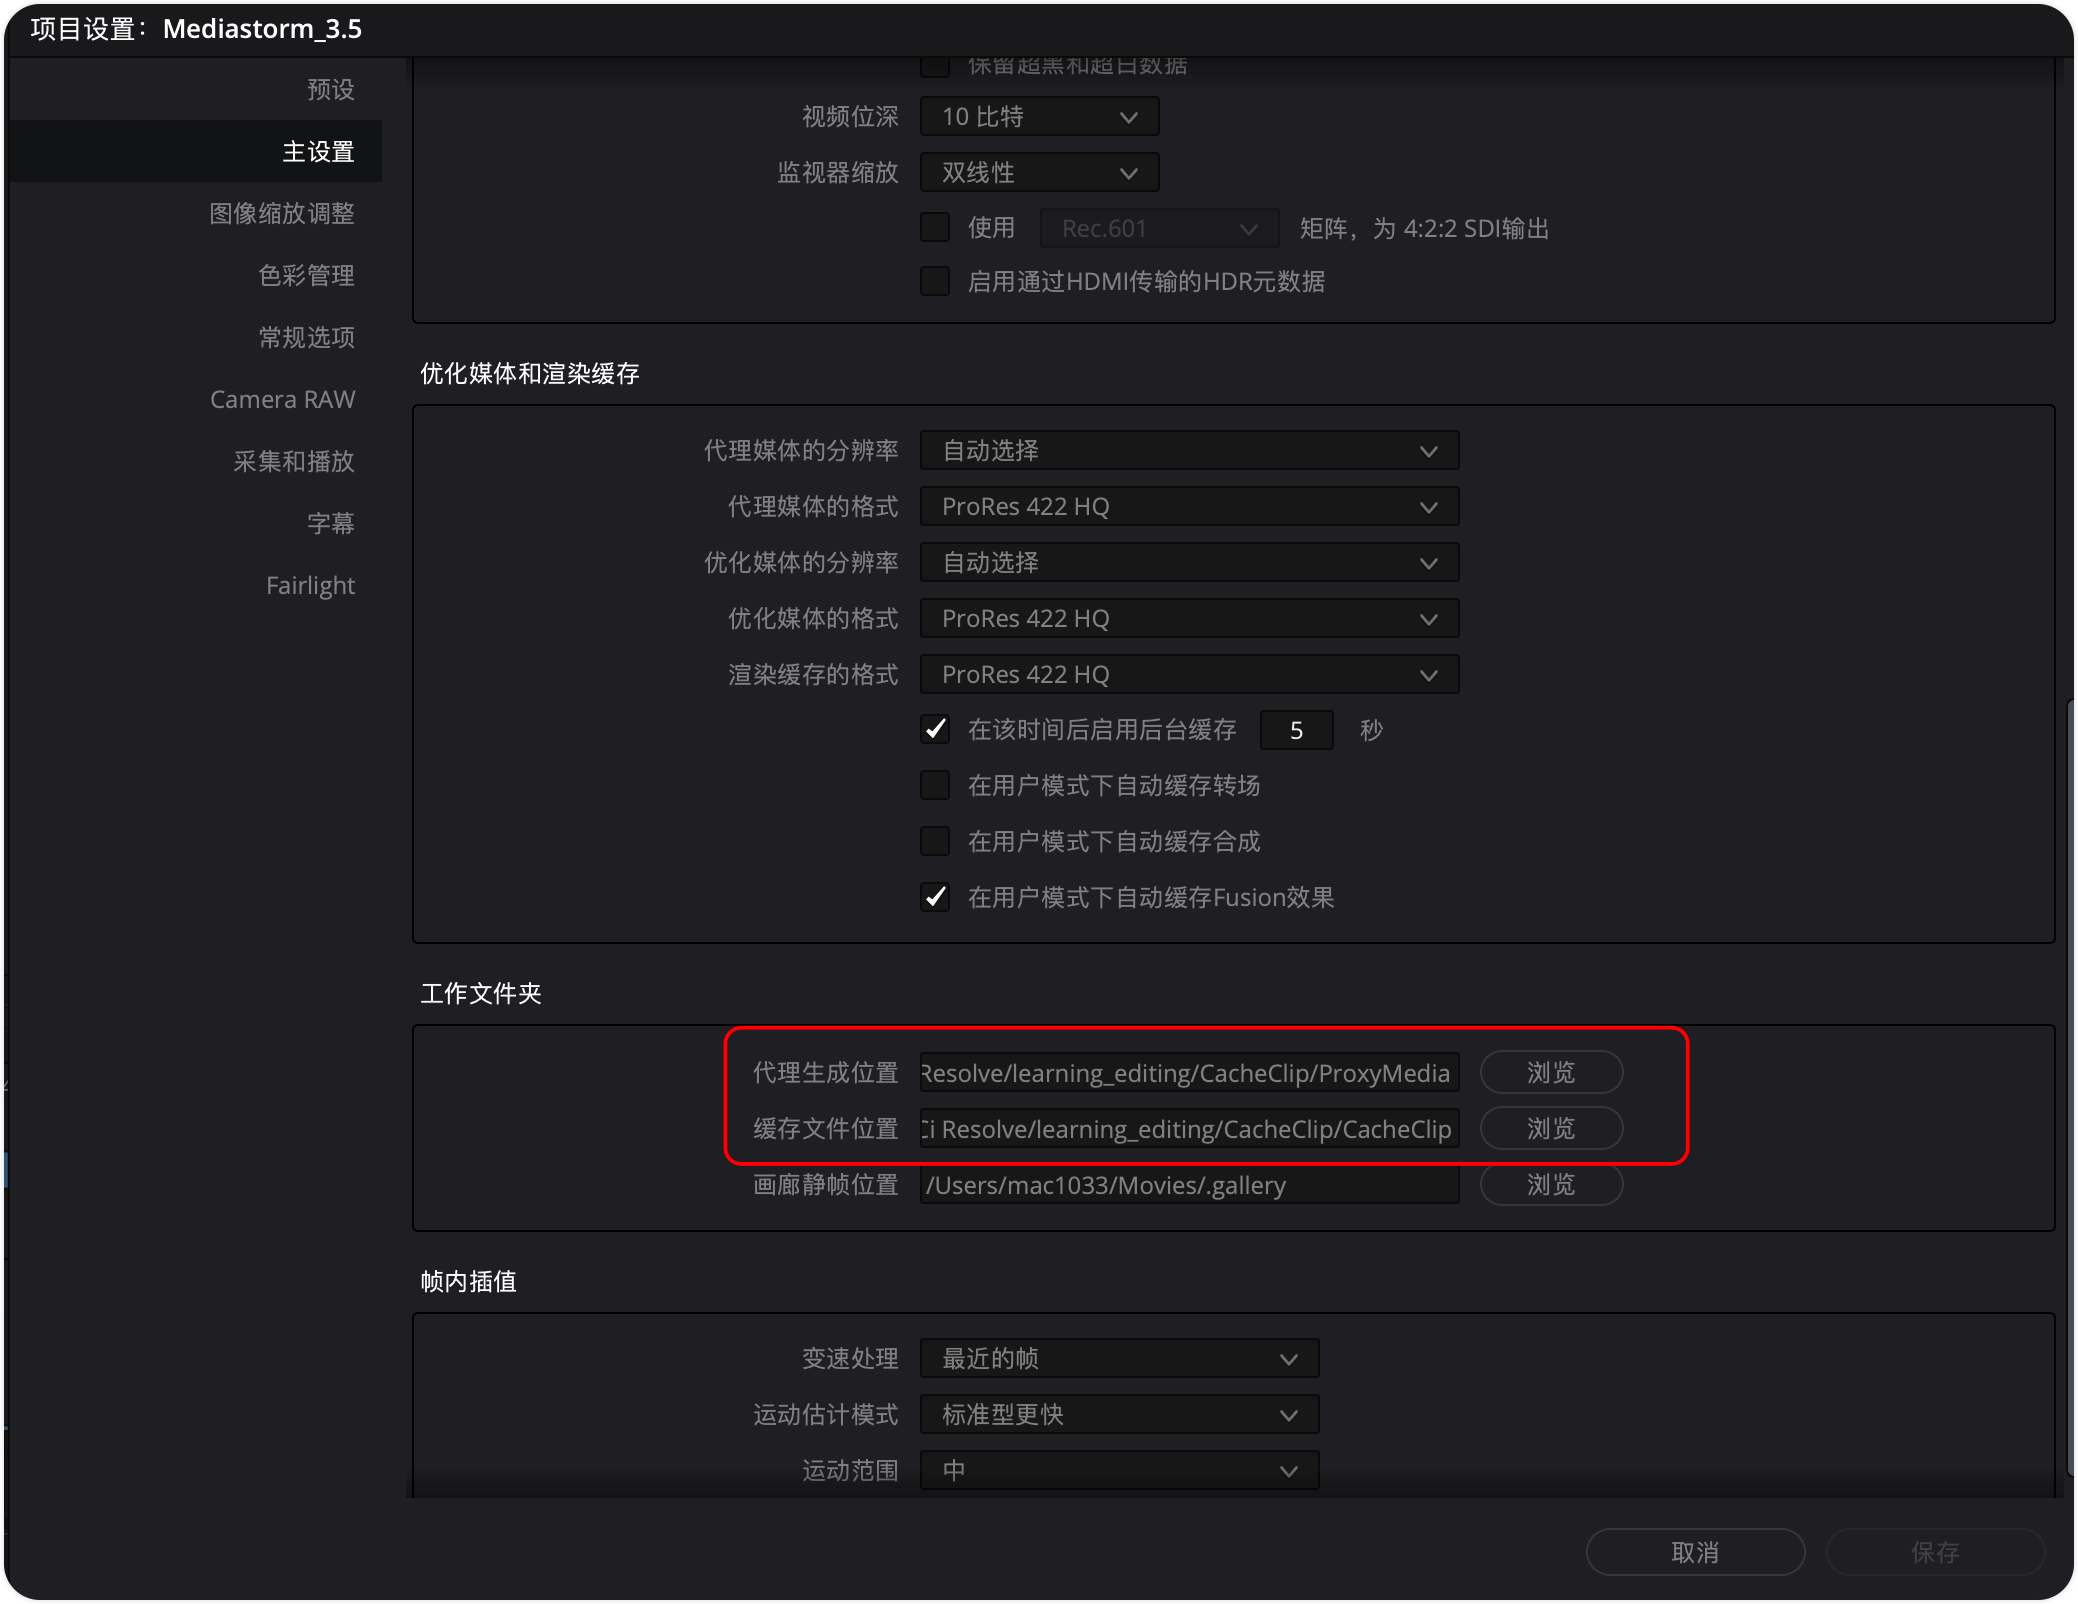 项目设置： Mediastorm_3.5
预设
主设置
图像缩放调整
色彩管理
常规选项
Camera RAW
采集和播放
字幕
Fairlight
保留超黑和超白数据
视频位深 10 比特
监视器缩放 双线性
使用 Rec.601 矩阵，为 4:2:2 SDI输出
启用通过HDMI传输的HDR元数据
优化媒体和渲染缓存
代理媒体的分辨率 自动选择
代理媒体的格式 ProRes 422 HQ
优化媒体的分辨率 自动选择
优化媒体的格式 ProRes 422 HQ
渲染缓存的格式 ProRes 422 HQ
在该时间后启用后台缓存 5 秒
在用户模式下自动缓存转场
在用户模式下自动缓存合成
在用户模式下自动缓存Fusion效果
工作文件夹
代理生成位置 Resolve/learning_editing/CacheClip/ProxyMedia 浏览
缓存文件位置 Ci Resolve/learning_editing/CacheClip/CacheClip 浏览
画廊静帧位置 /Users/mac1033/Movies/.gallery 浏览
帧内插值
变速处理 最近的帧
运动估计模式 标准型更快
运动范围 中
取消 保存